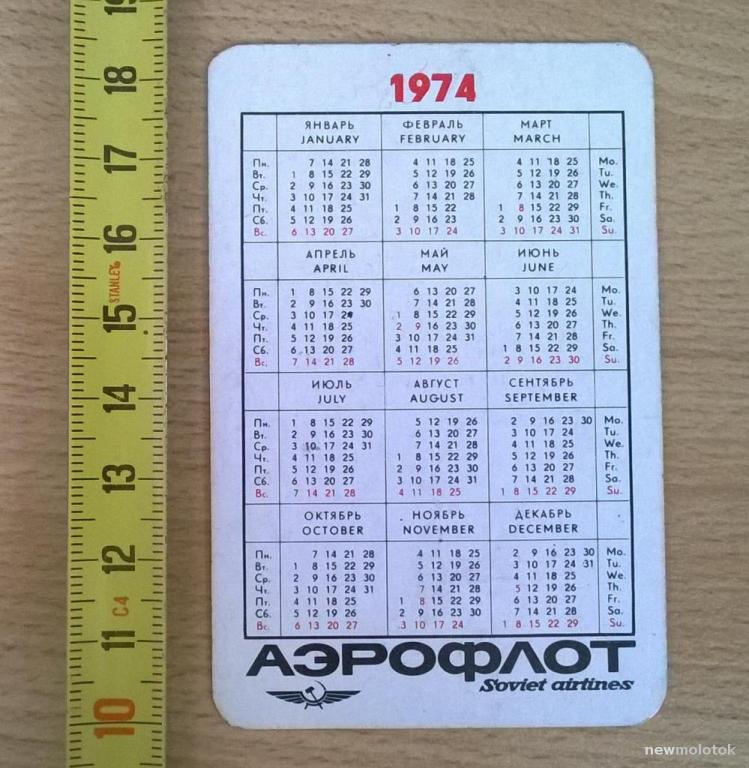 19
18
17
16
STANLEY
15
14
13
12
C4
11
10
1974
ЯНВАРЬ ФЕВРАЛЬ МАРТ
JANUARY FEBRUARY MARCH
Пн. 7 14 21 28 4 11 18 25 4 11 18 25 Mo.
Вт. 1 8 15 22 29 5 12 19 26 5 12 19 26 Tu.
Ср. 2 9 16 23 30 6 13 20 27 6 13 20 27 We.
Чт. 3 10 17 24 31 7 14 21 28 7 14 21 28 Th.
Пт. 4 11 18 25 1 8 15 22 1 8 15 22 29 Fr.
Сб. 5 12 19 26 2 9 16 23 2 9 16 23 30 Sa.
Вс. 6 13 20 27 3 10 17 24 3 10 17 24 31 Su.
АПРЕЛЬ МАЙ ИЮНЬ
APRIL MAY JUNE
Пн. 1 8 15 22 29 6 13 20 27 3 10 17 24 Mo.
Вт. 2 9 16 23 30 7 14 21 28 4 11 18 25 Tu.
Ср. 3 10 17 24 1 8 15 22 29 5 12 19 26 We.
Чт. 4 11 18 25 2 9 16 23 30 6 13 20 27 Th.
Пт. 5 12 19 26 3 10 17 24 31 7 14 21 28 Fr.
Сб. 6 13 20 27 4 11 18 25 1 8 15 22 29 Sa.
Вс. 7 14 21 28 5 12 19 26 2 9 16 23 30 Su.
ИЮЛЬ АВГУСТ СЕНТЯБРЬ
JULY AUGUST SEPTEMBER
Пн. 1 8 15 22 29 5 12 19 26 2 9 16 23 30 Mo.
Вт. 2 9 16 23 30 6 13 20 27 3 10 17 24 Tu.
Ср. 3 10 17 24 31 7 14 21 28 4 11 18 25 We.
Чт. 4 11 18 25 1 8 15 22 29 5 12 19 26 Th.
Пт. 5 12 19 26 2 9 16 23 30 6 13 20 27 Fr.
Сб. 6 13 20 27 3 10 17 24 31 7 14 21 28 Sa.
Вс. 7 14 21 28 4 11 18 25 1 8 15 22 29 Su.
ОКТЯБРЬ НОЯБРЬ ДЕКАБРЬ
OCTOBER NOVEMBER DECEMBER
Пн. 7 14 21 28 4 11 18 25 2 9 16 23 30 Mo.
Вт. 1 8 15 22 29 5 12 19 26 3 10 17 24 31 Tu.
Ср. 2 9 16 23 30 6 13 20 27 4 11 18 25 We.
Чт. 3 10 17 24 31 7 14 21 28 5 12 19 26 Th.
Пт. 4 11 18 25 1 8 15 22 29 6 13 20 27 Fr.
Сб. 5 12 19 26 2 9 16 23 30 7 14 21 28 Sa.
Вс. 6 13 20 27 3 10 17 24 1 8 15 22 29 Su.
АЭРОФЛОТ
Soviet airlines
newmolotok